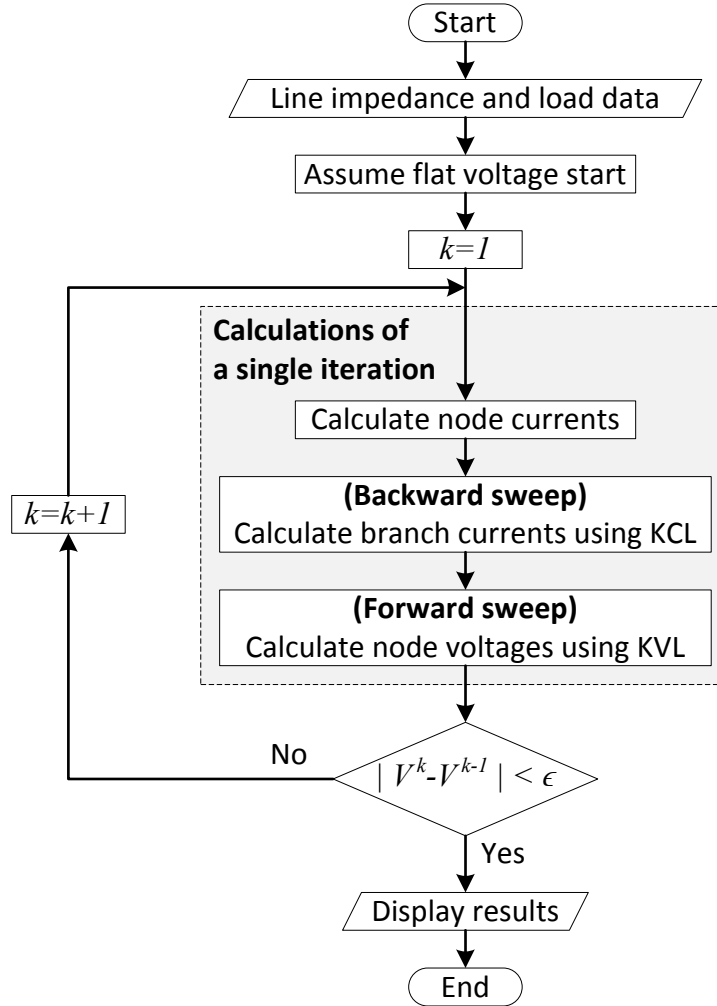 Start
Line impedance and load data
Assume flat voltage start
k=1
Calculations of
a single iteration
Calculate node currents
(Backward sweep)
Calculate branch currents using KCL
k=k+1
(Forward sweep)
Calculate node voltages using KVL
No
| V^k-V^{k-1} | < ϵ
Yes
Display results
End